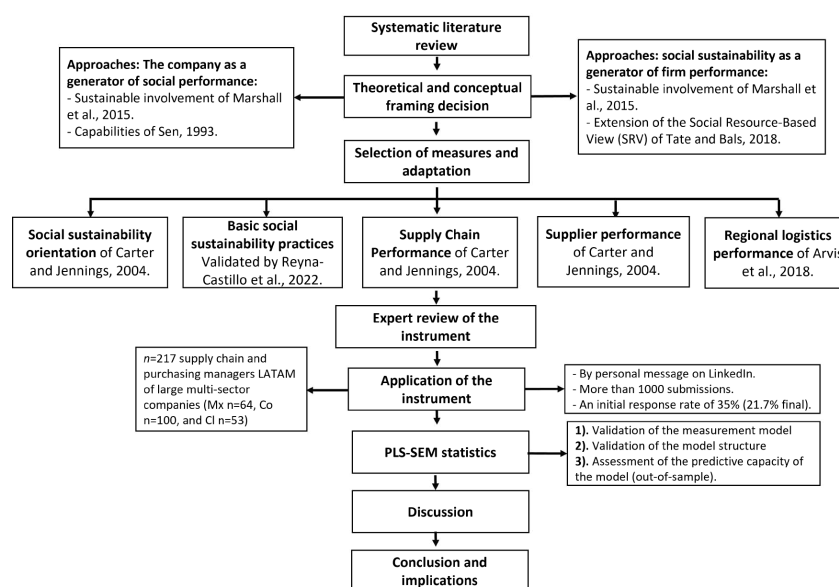 Systematic literature
review
Approaches: The company as a
generator of social performance:
- Sustainable involvement of Marshall
et al., 2015.
- Capabilities of Sen, 1993.
Theoretical and conceptual
framing decision
Approaches: social sustainability as a
generator of firm performance:
- Sustainable involvement of Marshall et
al., 2015.
- Extension of the Social Resource-Based
View (SRV) of Tate and Bals, 2018.
Selection of measures and
adaptation
Social sustainability
orientation of Carter
and Jennings, 2004.
Basic social
sustainability practices
Validated by Reyna-
Castillo et al., 2022.
Supply Chain
Performance of Carter
and Jennings, 2004.
Supplier performance
of Carter and
Jennings, 2004.
Regional logistics
performance of Arvis
et al., 2018.
Expert review of the
instrument
n=217 supply chain and
purchasing managers LATAM
of large multi-sector
companies (Mx n=64, Co
n=100, and Cl n=53)
Application of the
instrument
- By personal message on LinkedIn.
- More than 1000 submissions.
- An initial response rate of 35% (21.7% final).
PLS-SEM statistics
1). Validation of the measurement model
2). Validation of the model structure
3). Assessment of the predictive capacity of
the model (out-of-sample).
Discussion
Conclusion and
implications